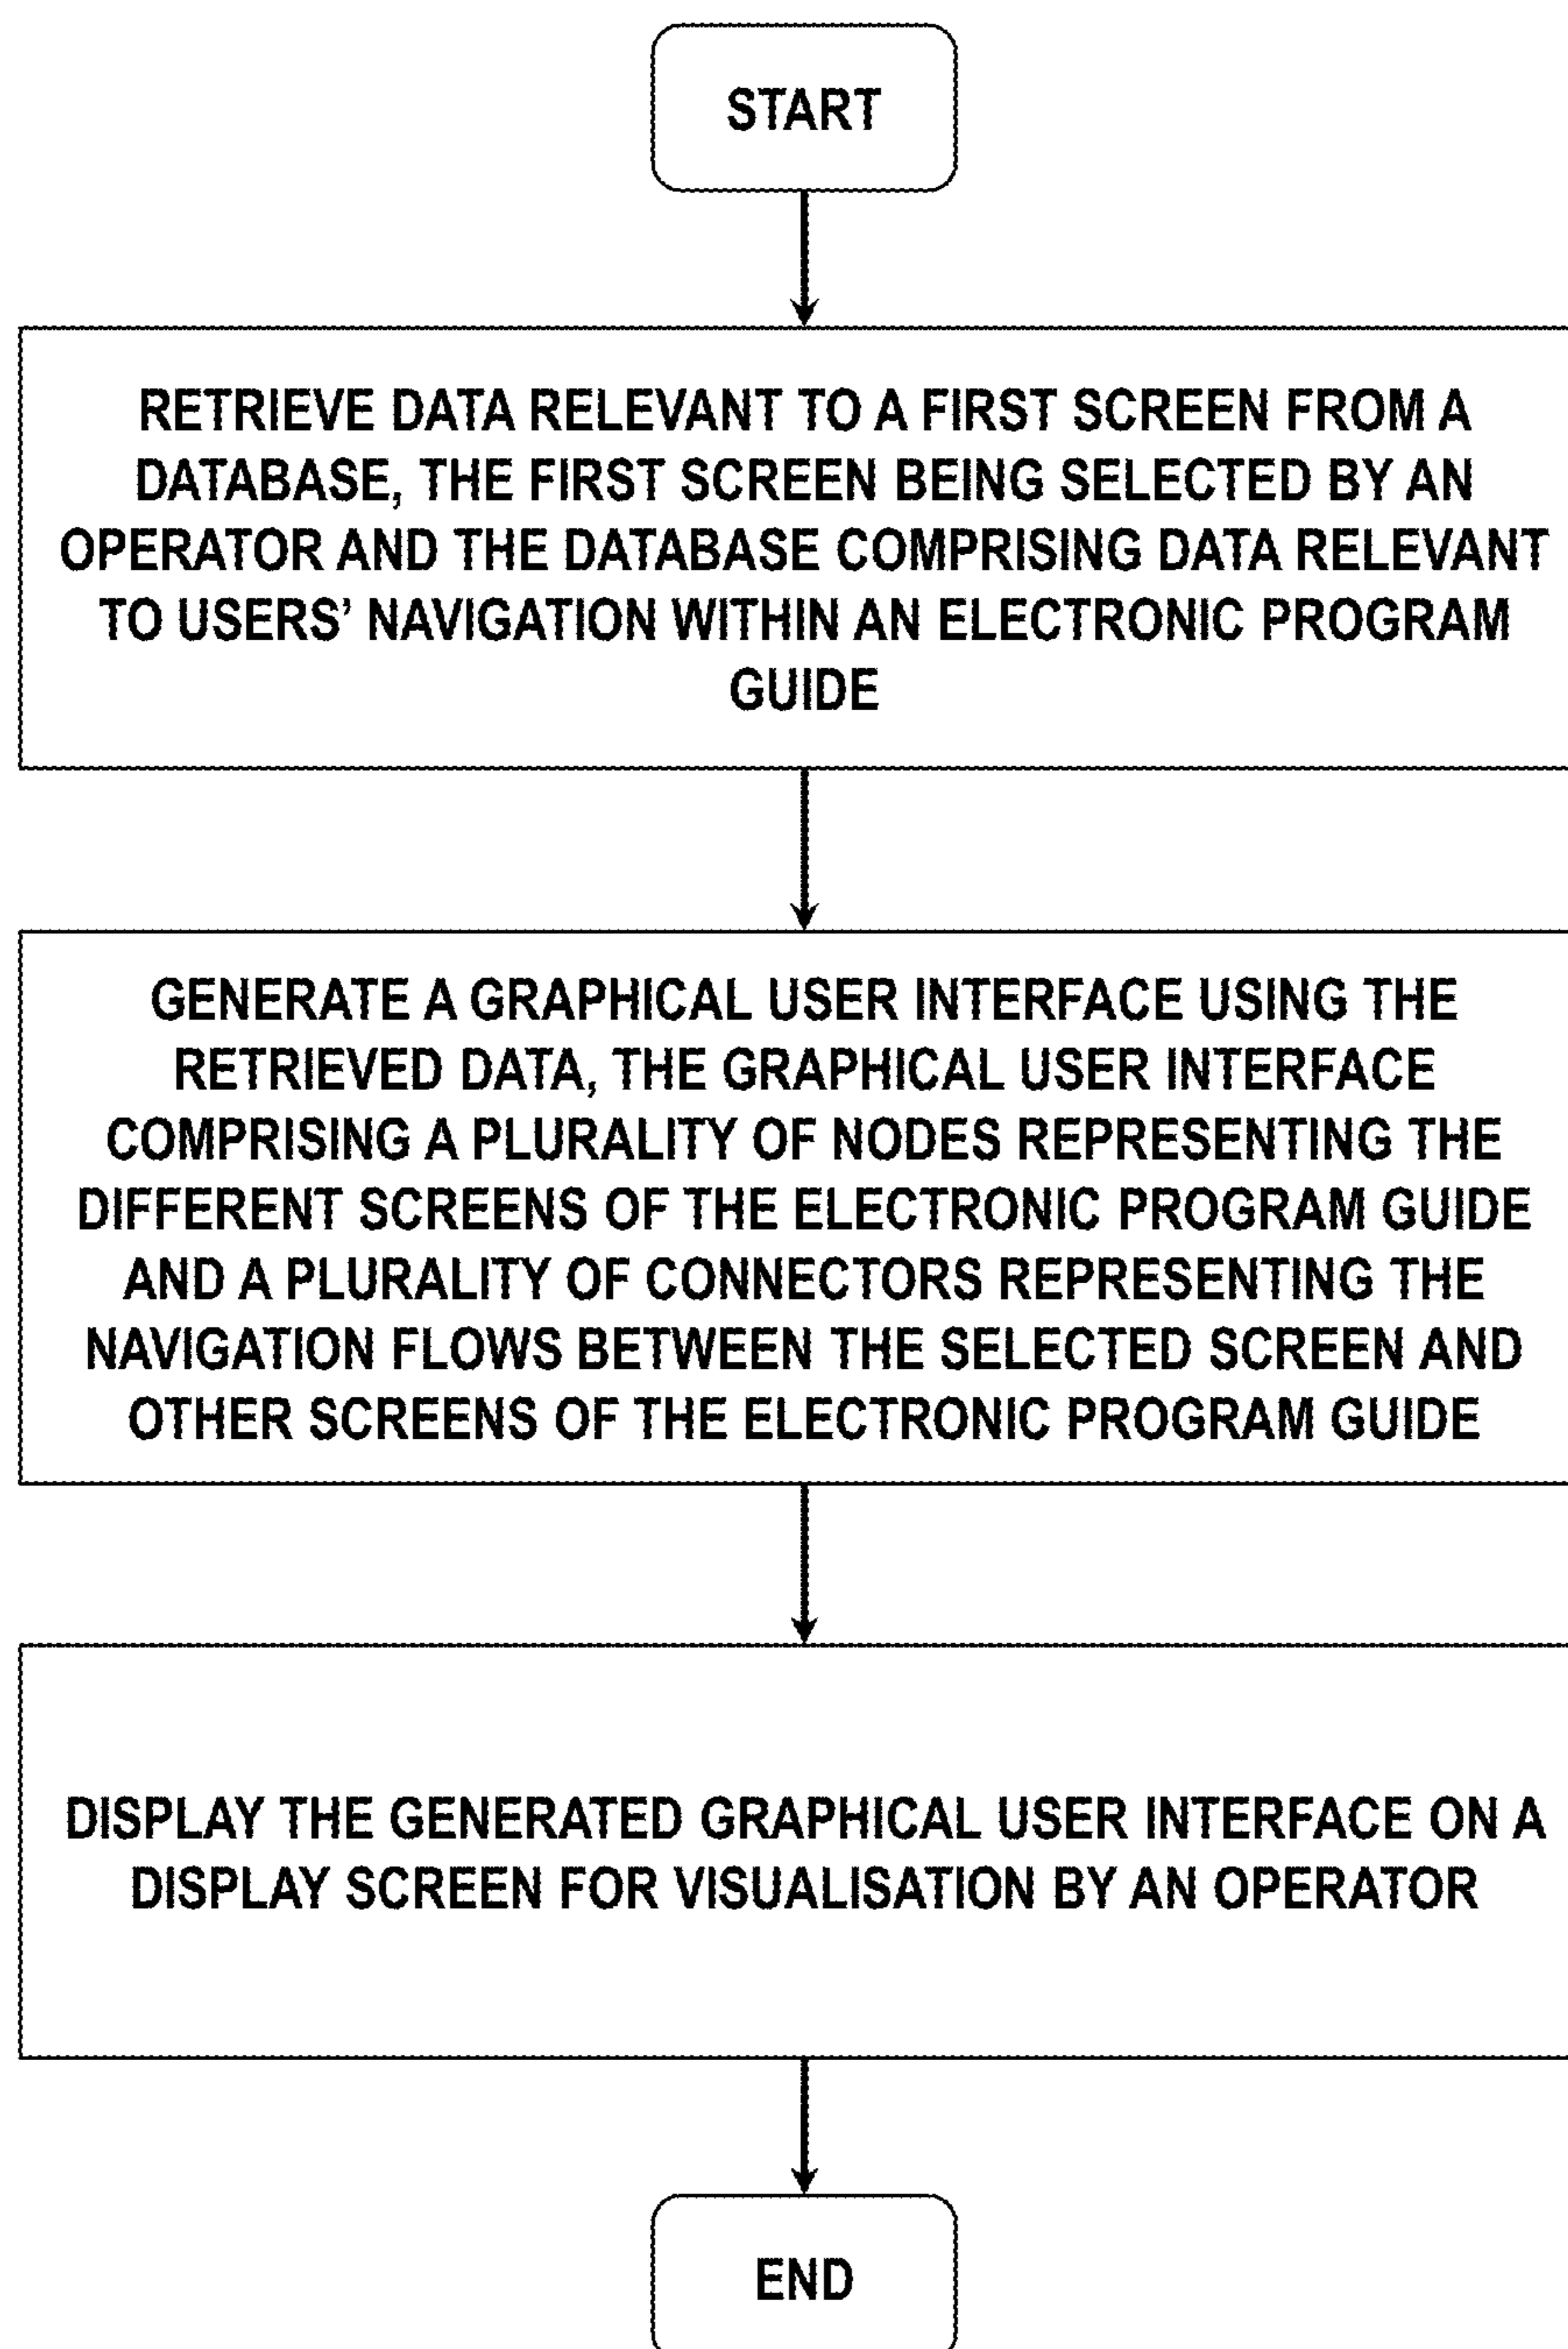 START
RETRIEVE DATA RELEVANT TO A FIRST SCREEN FROM A
DATABASE, THE FIRST SCREEN BEING SELECTED BY AN
OPERATOR AND THE DATABASE COMPRISING DATA RELEVANT
TO USERS’ NAVIGATION WITHIN AN ELECTRONIC PROGRAM
GUIDE
GENERATE A GRAPHICAL USER INTERFACE USING THE
RETRIEVED DATA, THE GRAPHICAL USER INTERFACE
COMPRISING A PLURALITY OF NODES REPRESENTING THE
DIFFERENT SCREENS OF THE ELECTRONIC PROGRAM GUIDE
AND A PLURALITY OF CONNECTORS REPRESENTING THE
NAVIGATION FLOWS BETWEEN THE SELECTED SCREEN AND
OTHER SCREENS OF THE ELECTRONIC PROGRAM GUIDE
DISPLAY THE GENERATED GRAPHICAL USER INTERFACE ON A
DISPLAY SCREEN FOR VISUALISATION BY AN OPERATOR
END